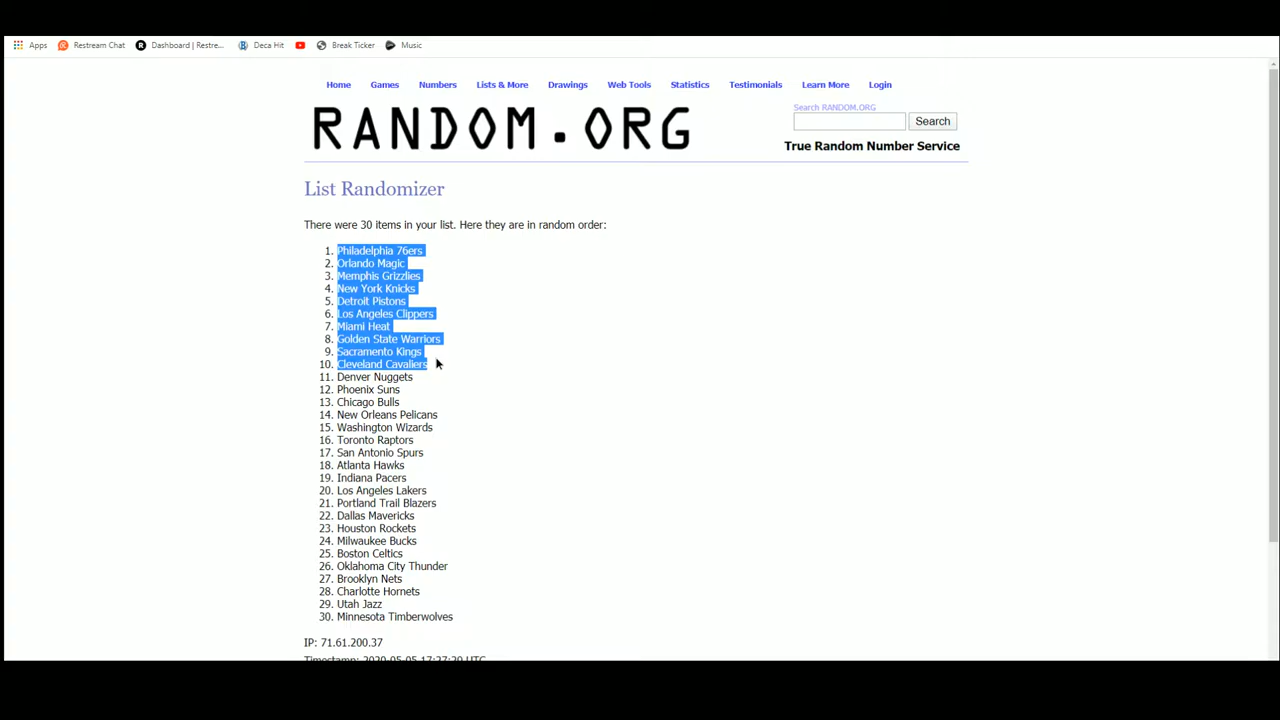 Apps Restream Chat Dashboard | Restre... Deca Hit Break Ticker Music
Home Games Numbers Lists & More Drawings Web Tools Statistics Testimonials Learn More Login
RANDOM.ORG
Search RANDOM.ORG
Search
True Random Number Service
List Randomizer
There were 30 items in your list. Here they are in random order:
1. Philadelphia 76ers
2. Orlando Magic
3. Memphis Grizzlies
4. New York Knicks
5. Detroit Pistons
6. Los Angeles Clippers
7. Miami Heat
8. Golden State Warriors
9. Sacramento Kings
10. Cleveland Cavaliers
11. Denver Nuggets
12. Phoenix Suns
13. Chicago Bulls
14. New Orleans Pelicans
15. Washington Wizards
16. Toronto Raptors
17. San Antonio Spurs
18. Atlanta Hawks
19. Indiana Pacers
20. Los Angeles Lakers
21. Portland Trail Blazers
22. Dallas Mavericks
23. Houston Rockets
24. Milwaukee Bucks
25. Boston Celtics
26. Oklahoma City Thunder
27. Brooklyn Nets
28. Charlotte Hornets
29. Utah Jazz
30. Minnesota Timberwolves
IP: 71.61.200.37
Timestamp: 2020-05-05 17:27:29 UTC